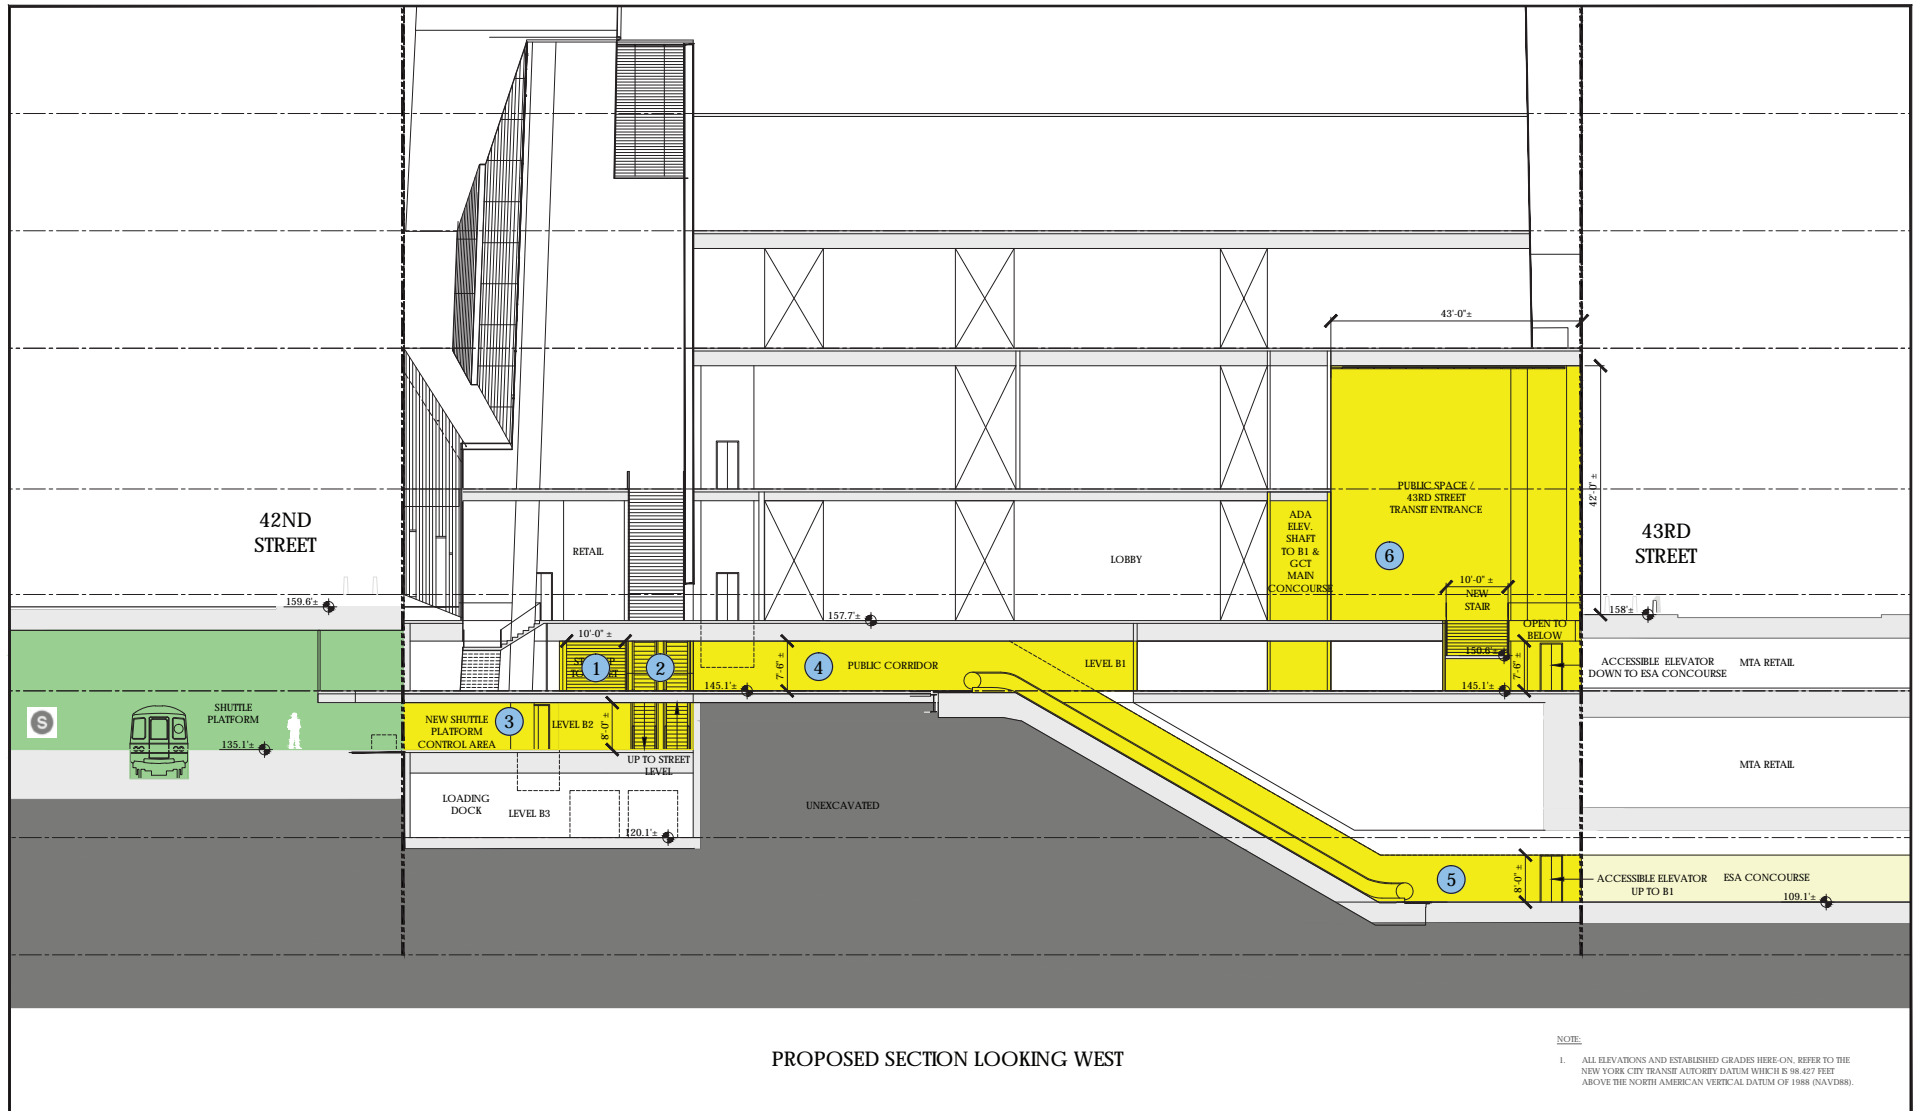 43'-0"±
42'-0" ±
PUBLIC SPACE /
43RD STREET
TRANSIT ENTRANCE
42ND
STREET
43RD
STREET
ADA
ELEV.
SHAFT
TO B1 &
GCT
MAIN
CONCOURSE
RETAIL
LOBBY
6
10'-0" ±
NEW
STAIR
159.6'±
157.7'±
158'±
OPEN TO
BELOW
10'-0" ±
1
2
7'-6" ±
4
PUBLIC CORRIDOR
LEVEL B1
150.6'±
7'-6" ±
ACCESSIBLE ELEVATOR
DOWN TO ESA CONCOURSE
MTA RETAIL
145.1'±
145.1'±
S
SHUTTLE
PLATFORM
135.1'±
NEW SHUTTLE
PLATFORM
CONTROL AREA
3
LEVEL B2
8'-0" ±
UP TO STREET
LEVEL
MTA RETAIL
LOADING
DOCK
LEVEL B3
120.1'±
UNEXCAVATED
5
8'-0" ±
ACCESSIBLE ELEVATOR
UP TO B1
ESA CONCOURSE
109.1'±
PROPOSED SECTION LOOKING WEST
NOTE:
1. ALL ELEVATIONS AND ESTABLISHED GRADES HERE-ON, REFER TO THE
NEW YORK CITY TRANSIT AUTORITY DATUM WHICH IS 98.427 FEET
ABOVE THE NORTH AMERICAN VERTICAL DATUM OF 1988 (NAVD88).